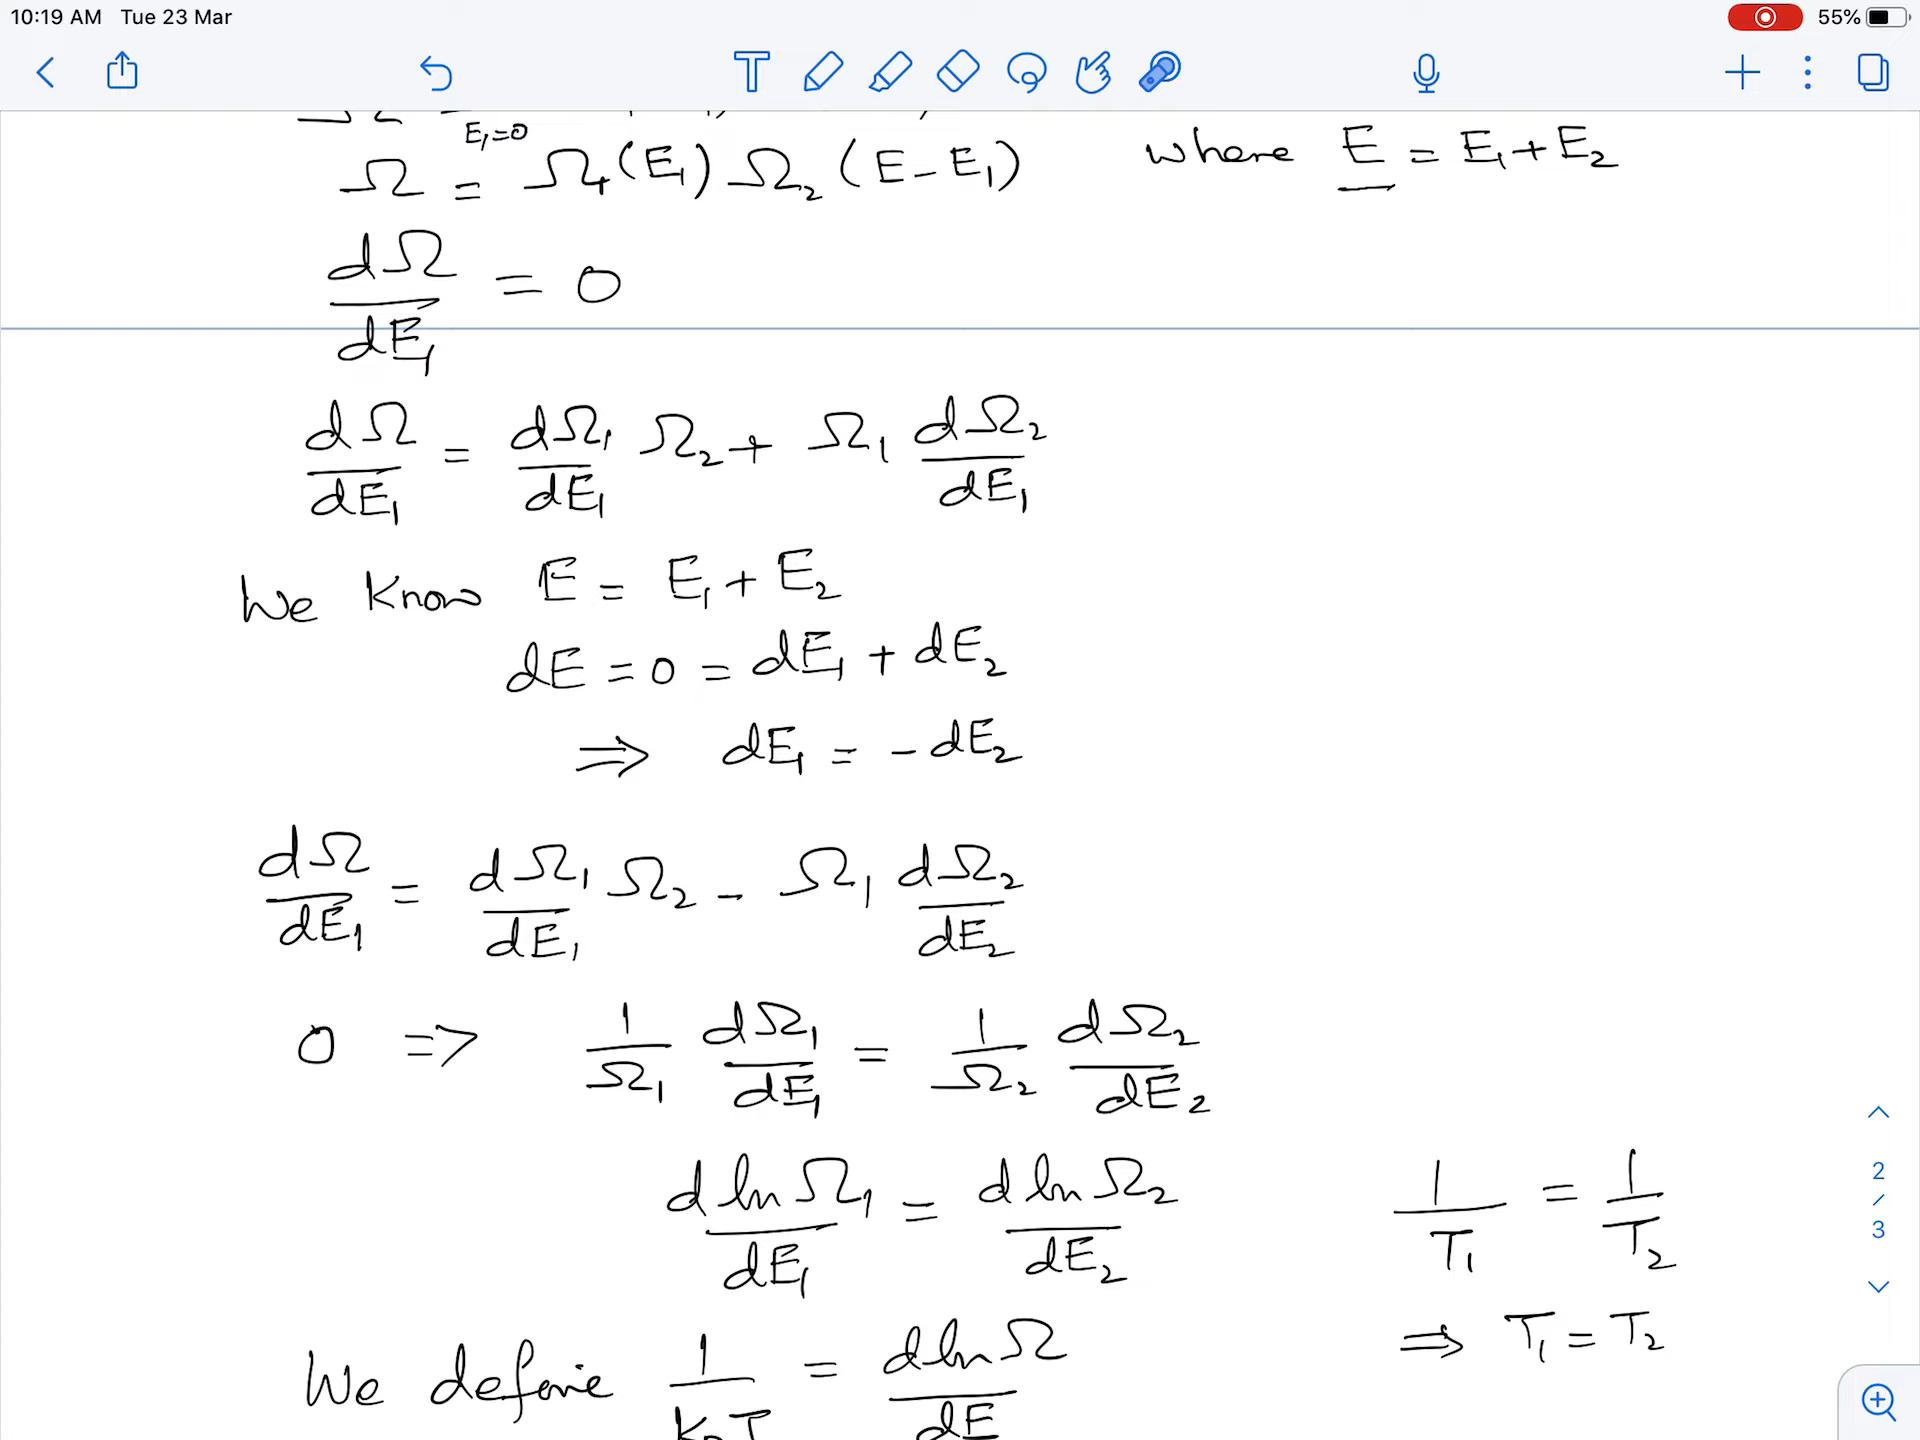 10:19 AM Tue 23 Mar
55%
T
E₁=0
Ω = Ω₁(E₁) Ω₂(E-E₁) where E = E₁+E₂
dΩ/dE₁ = 0
dΩ/dE₁ = dΩ₁/dE₁ Ω₂ + Ω₁ dΩ₂/dE₁
We know E = E₁ + E₂
dE = 0 = dE₁ + dE₂
⇒ dE₁ = -dE₂
dΩ/dE₁ = dΩ₁/dE₁ Ω₂ - Ω₁ dΩ₂/dE₂
0 => 1/Ω₁ dΩ₁/dE₁ = 1/Ω₂ dΩ₂/dE₂
d ln Ω₁/dE₁ = d ln Ω₂/dE₂
1/T₁ = 1/T₂
⇒ T₁ = T₂
2
/
3
We define 1/k_BT = d ln Ω/dE